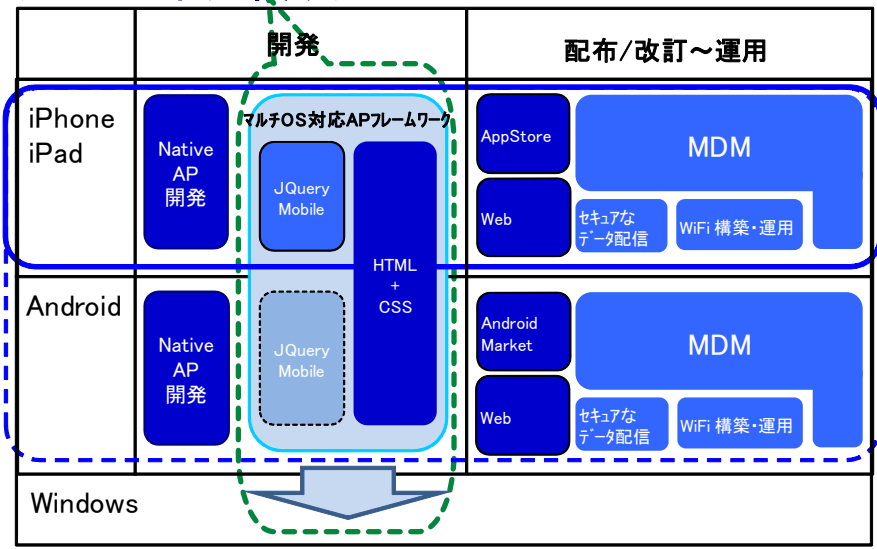 開発
配布/改訂～運用
iPhone
iPad
Native
AP
開発
マルチOS対応APフレームワーク
JQuery
Mobile
HTML
+
CSS
AppStore
Web
MDM
セキュアな
データ配信
WiFi 構築・運用
Android
Native
AP
開発
JQuery
Mobile
Android
Market
Web
MDM
セキュアな
データ配信
WiFi 構築・運用
Windows